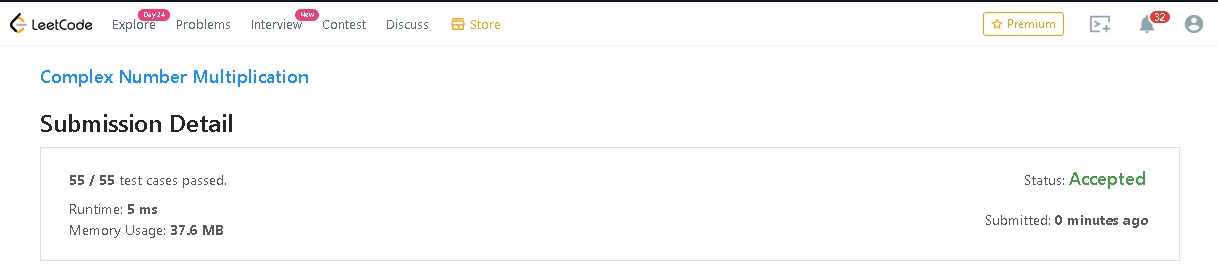 LeetCode Explore Day 24 Problems Interview New Contest Discuss Store Premium 32
Complex Number Multiplication
Submission Detail
55 / 55 test cases passed.
Status: Accepted
Runtime: 5 ms
Submitted: 0 minutes ago
Memory Usage: 37.6 MB